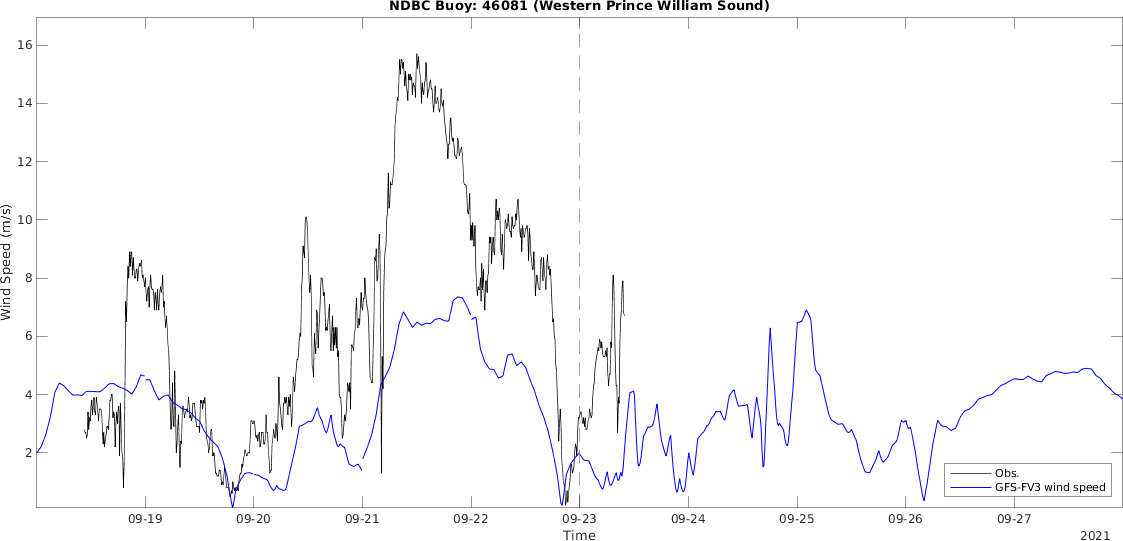 NDBC Buoy: 46081 (Western Prince William Sound)
16
14
12
10
8
6
4
2
Wind Speed (m/s)
Obs.
GFS-FV3 wind speed
09-19 09-20 09-21 09-22 09-23 09-24 09-25 09-26 09-27
Time
2021